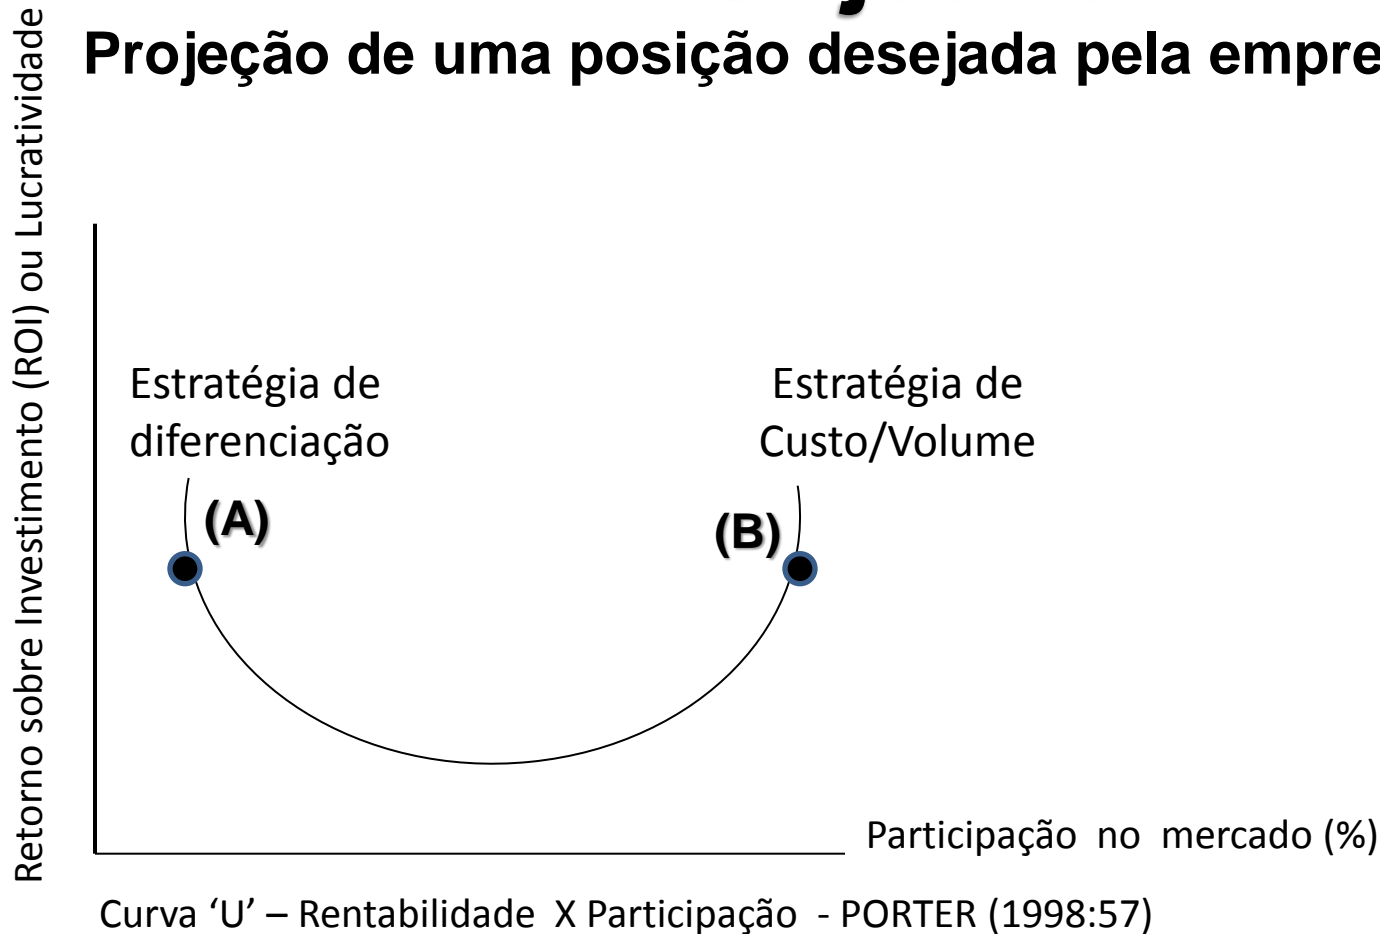 Projeção de uma posição desejada pela empre
Retorno sobre Investimento (ROI) ou Lucratividade
Estratégia de
diferenciação
Estratégia de
Custo/Volume
(A)
(B)
Participação no mercado (%)
Curva ‘U’ – Rentabilidade X Participação - PORTER (1998:57)